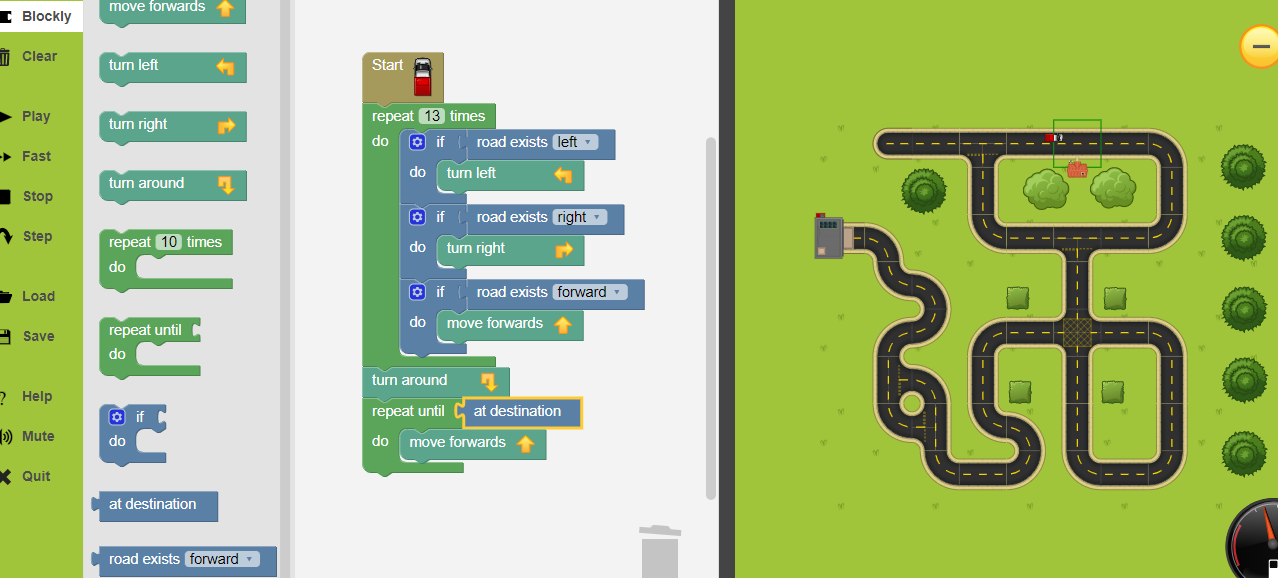 Blockly
Clear
Play
Fast
Stop
Step
Load
Save
Help
Mute
Quit
move forwards
turn left
turn right
turn around
repeat 10 times
do
repeat until
do
if
do
at destination
road exists forward
Start
repeat 13 times
do if road exists left
do turn left
if road exists right
do turn right
if road exists forward
do move forwards
turn around
repeat until at destination
do move forwards